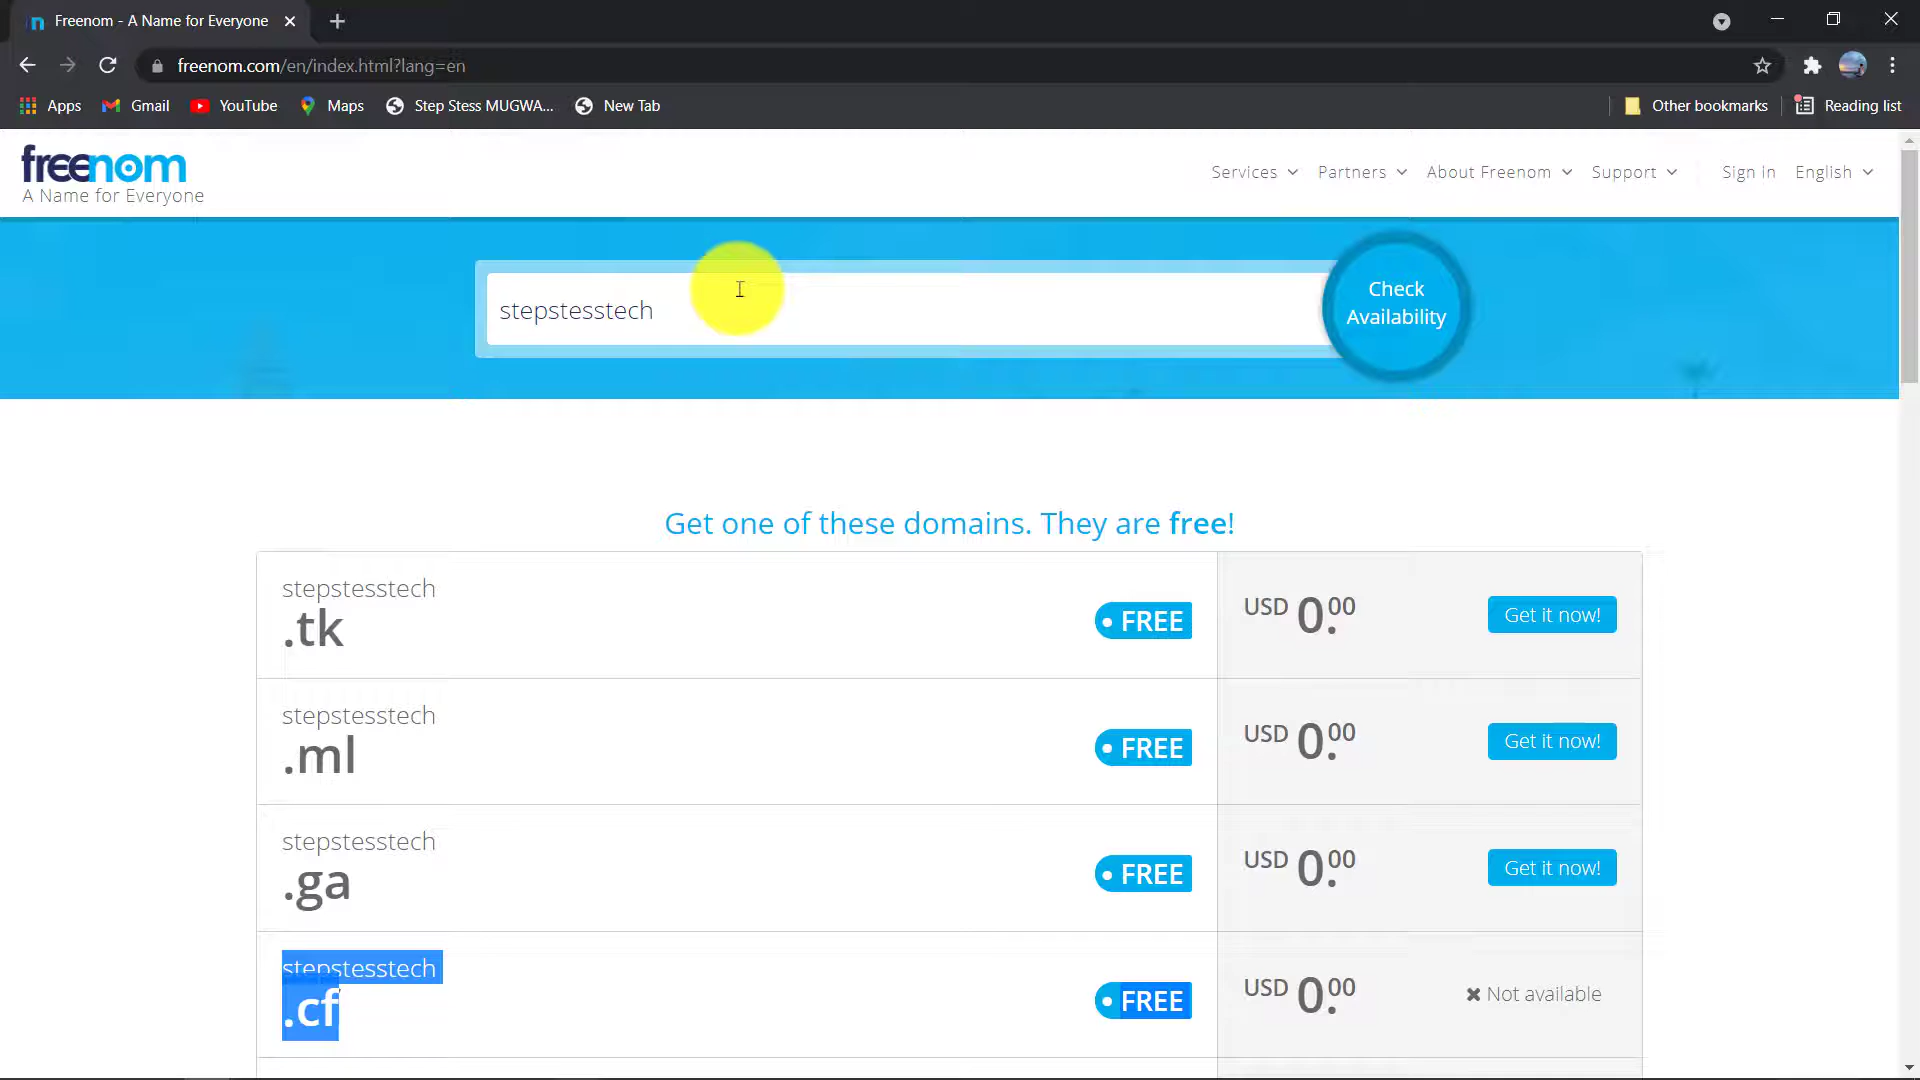 Freenom - A Name for Everyone
freenom.com/en/index.html?lang=en
Apps Gmail YouTube Maps Step Stess MUGWA... New Tab Other bookmarks Reading list
freenom
A Name for Everyone
Services Partners About Freenom Support Sign In English
stepstesstech
Check
Availability
Get one of these domains. They are free!
stepstesstech
.tk
FREE
USD 0.00
Get it now!
stepstesstech
.ml
FREE
USD 0.00
Get it now!
stepstesstech
.ga
FREE
USD 0.00
Get it now!
stepstesstech
.cf
FREE
USD 0.00
Not available